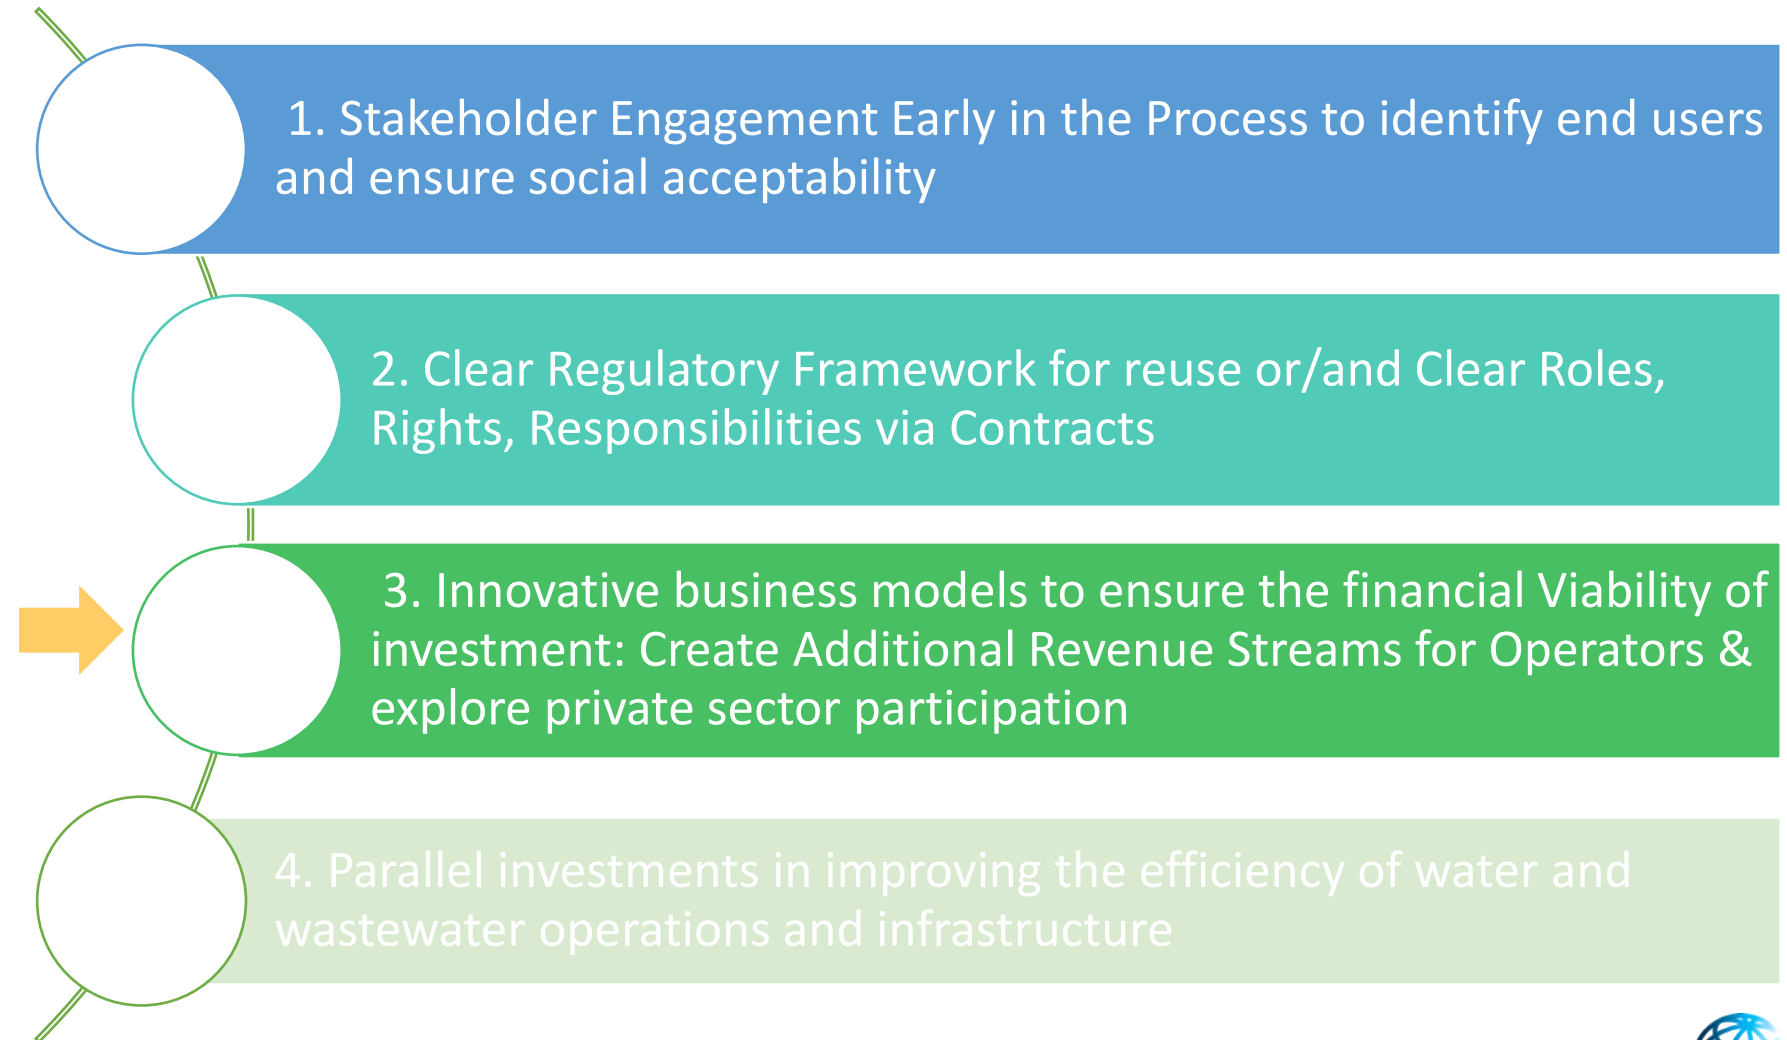 1. Stakeholder Engagement Early in the Process to identify end users
and ensure social acceptability
2. Clear Regulatory Framework for reuse or/and Clear Roles,
Rights, Responsibilities via Contracts
3. Innovative business models to ensure the financial Viability of
investment: Create Additional Revenue Streams for Operators &
explore private sector participation
4. Parallel investments in improving the efficiency of water and
wastewater operations and infrastructure